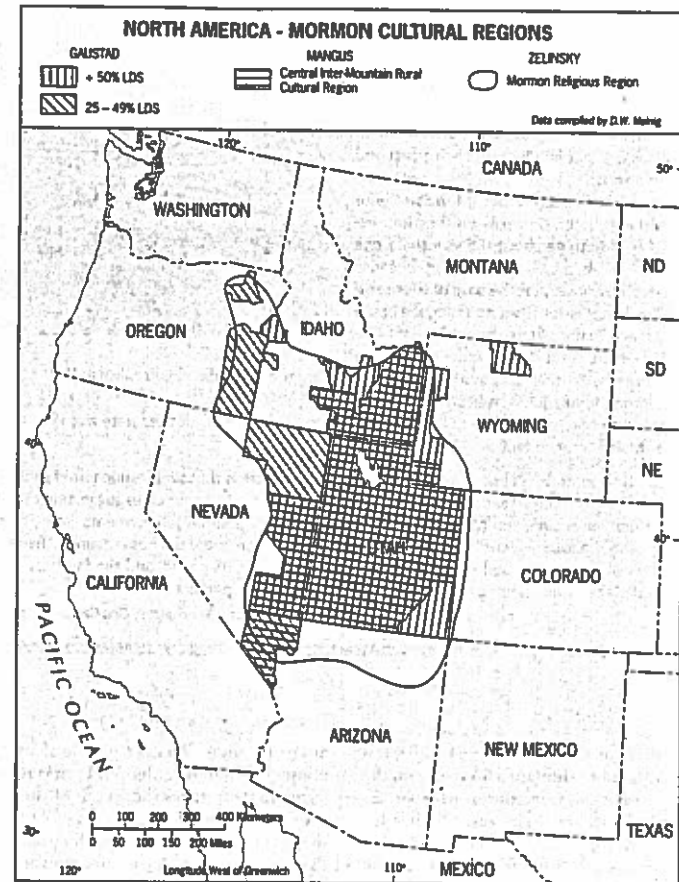 NORTH AMERICA - MORMON CULTURAL REGIONS
GAUSTAD
+ 50% LDS
25 – 49% LDS
MANGUS
Central Inter-Mountain Rural
Cultural Region
ZELINSKY
Mormon Religious Region
Data compiled by D.W. Meinig
120°
110°
CANADA
50°
WASHINGTON
MONTANA
ND
OREGON
IDAHO
SD
WYOMING
40°
NE
NEVADA
UTAH
40°
CALIFORNIA
COLORADO
PACIFIC OCEAN
ARIZONA
NEW MEXICO
0 100 200 300 400 Kilometers
0 50 100 150 200 Miles
30°
TEXAS
120°
Longitude West of Greenwich
110°
MEXICO